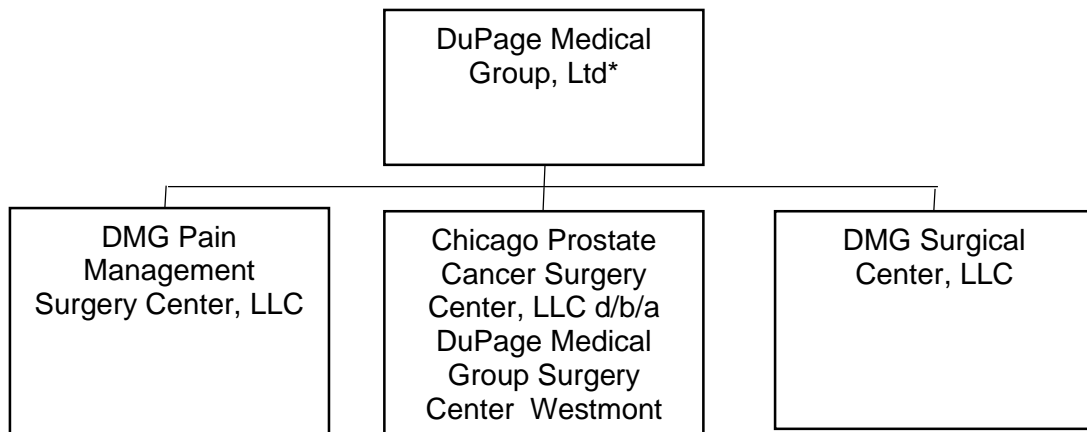 DuPage Medical
Group, Ltd*
DMG Pain
Management
Surgery Center, LLC
Chicago Prostate
Cancer Surgery
Center, LLC d/b/a
DuPage Medical
Group Surgery
Center  Westmont
DMG Surgical
Center, LLC